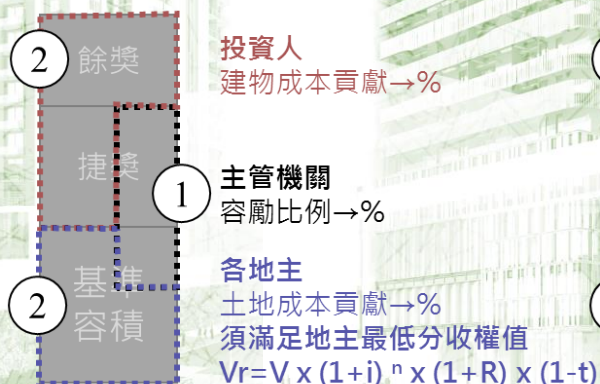 2
餘獎
投資人
建物成本貢獻→%
捷獎
1
主管機關
容勵比例→%
各地主
2
基準
容積
土地成本貢獻→%
須滿足地主最低分收權值
Vr=V x (1+i) ⁿ x (1+R) x (1-t)